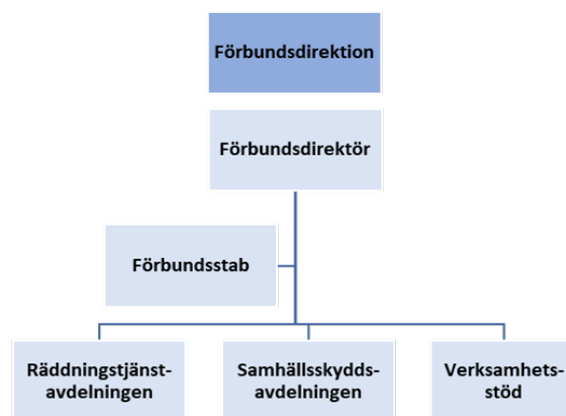 Förbundsdirektion
Förbundsdirektör
Förbundsstab
Räddningstjänst-
avdelningen
Samhällsskydds-
avdelningen
Verksamhets-
stöd